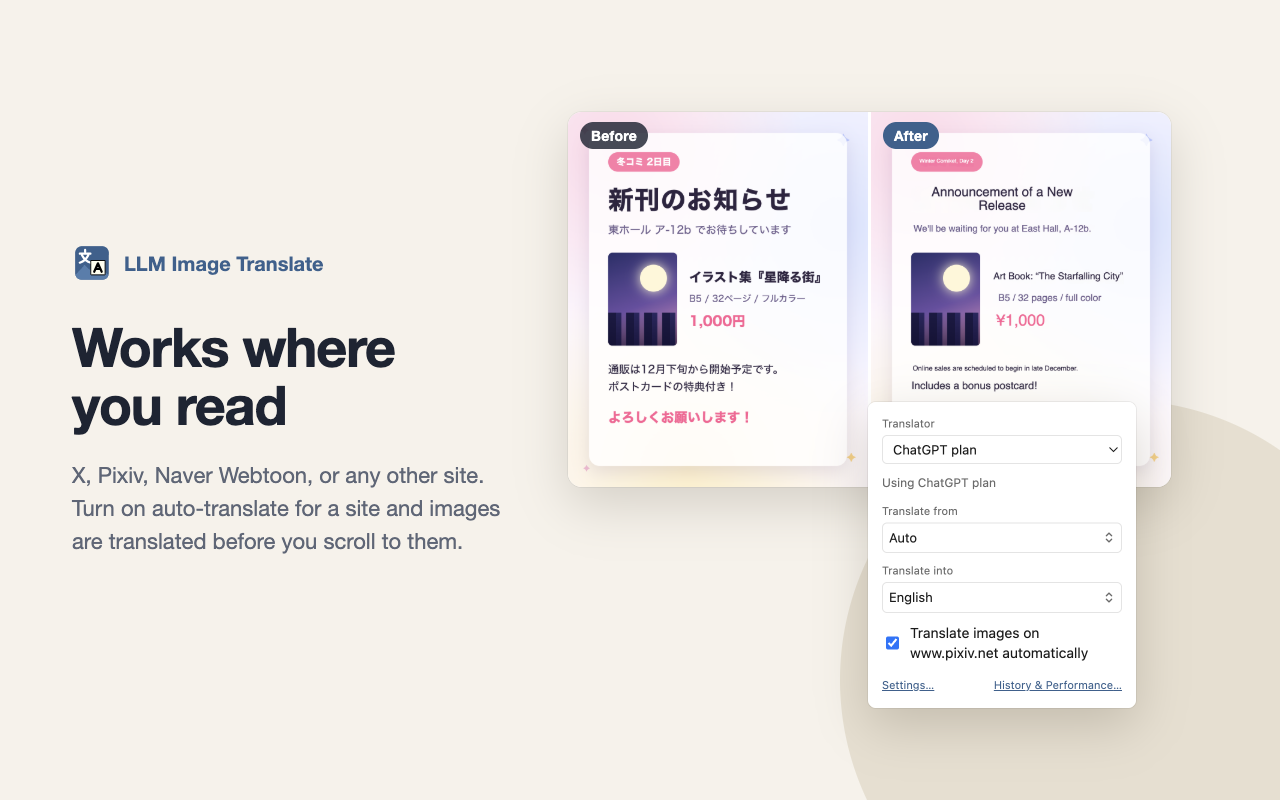 LLM Image Translate
Works where
you read
X, Pixiv, Naver Webtoon, or any other site.
Turn on auto-translate for a site and images
are translated before you scroll to them.
Before
冬コミ 2日目
新刊のお知らせ
東ホール ア-12b でお待ちしています
イラスト集『星降る街』
B5 / 32ページ / フルカラー
1,000円
通販は12月下旬から開始予定です。
ポストカードの特典付き！
よろしくお願いします！
After
Winter Comiket, Day 2
Announcement of a New
Release
We'll be waiting for you at East Hall, A-12b.
Art Book: "The Starfalling City"
B5 / 32 pages / full color
¥1,000
Online sales are scheduled to begin in late December.
Includes a bonus postcard!
Translator
ChatGPT plan
Using ChatGPT plan
Translate from
Auto
Translate into
English
Translate images on
www.pixiv.net automatically
Settings...
History & Performance...